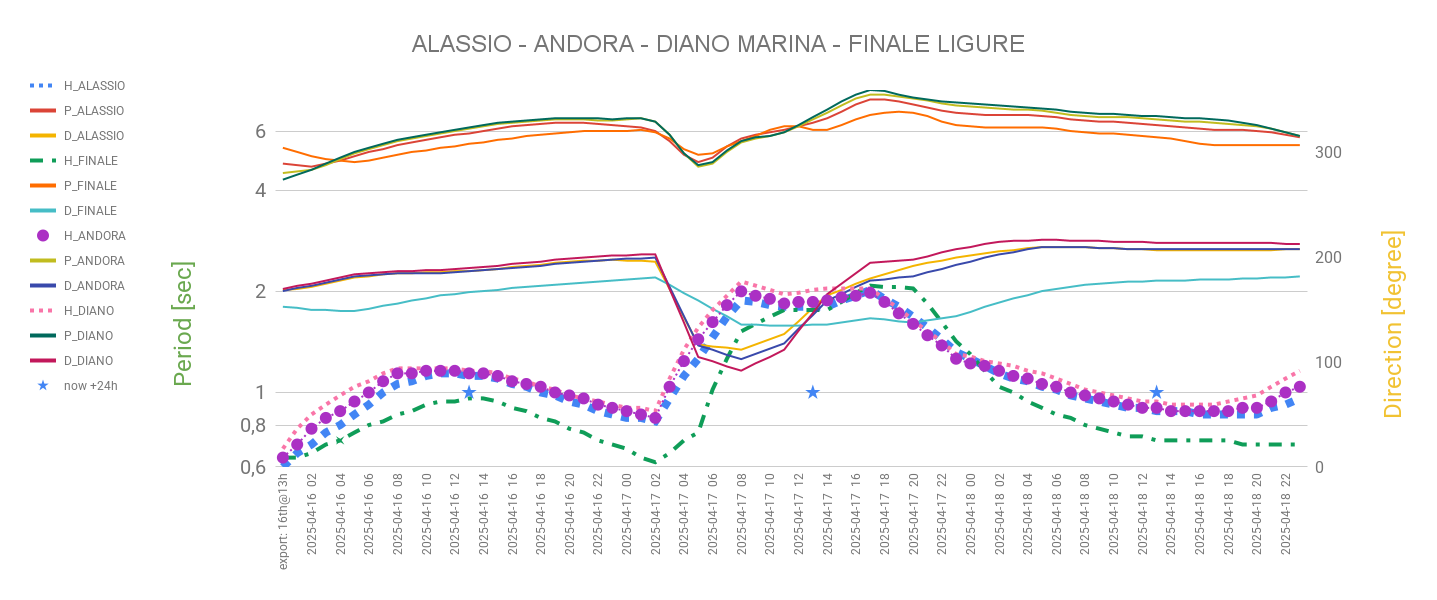 ALASSIO - ANDORA - DIANO MARINA - FINALE LIGURE
H_ALASSIO
P_ALASSIO
D_ALASSIO
H_FINALE
P_FINALE
D_FINALE
H_ANDORA
P_ANDORA
D_ANDORA
H_DIANO
P_DIANO
D_DIANO
now +24h
Period [sec]
6
4
2
1
0,8
0,6
300
200
100
0
Direction [degree]
export: 16th@13h
2025-04-16 02
2025-04-16 04
2025-04-16 06
2025-04-16 08
2025-04-16 10
2025-04-16 12
2025-04-16 14
2025-04-16 16
2025-04-16 18
2025-04-16 20
2025-04-16 22
2025-04-17 00
2025-04-17 02
2025-04-17 04
2025-04-17 06
2025-04-17 08
2025-04-17 10
2025-04-17 12
2025-04-17 14
2025-04-17 16
2025-04-17 18
2025-04-17 20
2025-04-17 22
2025-04-18 00
2025-04-18 02
2025-04-18 04
2025-04-18 06
2025-04-18 08
2025-04-18 10
2025-04-18 12
2025-04-18 14
2025-04-18 16
2025-04-18 18
2025-04-18 20
2025-04-18 22